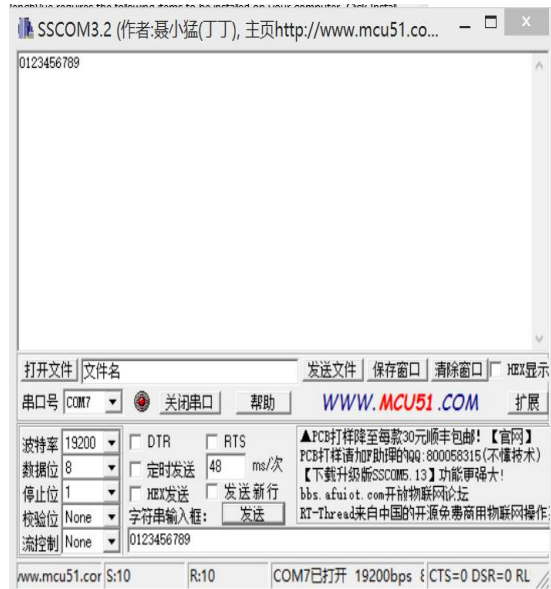 SSCOM3.2 (作者:聂小猛(丁丁), 主页http://www.mcu51.co...
0123456789
打开文件 文件名 发送文件 保存窗口 清除窗口 HEX显示
串口号 COM7 关闭串口 帮助 WWW.MCU51.COM 扩展
波特率 19200 DTR RTS
数据位 8 定时发送 48 ms/次
停止位 1 HEX发送 发送新行
校验位 None 字符串输入框: 发送
流控制 None 0123456789
▲PCB打样降至每款30元顺丰包邮!【官网】
PCB打样请加QQ:800058315(不懂技术)
【下载升级版SSCOM5.13】功能更强大!
bbs.afuiot.com开放物联网论坛
RT-Thread来自中国的开源免费商用物联网操作
www.mcu51.cor S:10 R:10 COM7已打开 19200bps CTS=0 DSR=0 RL